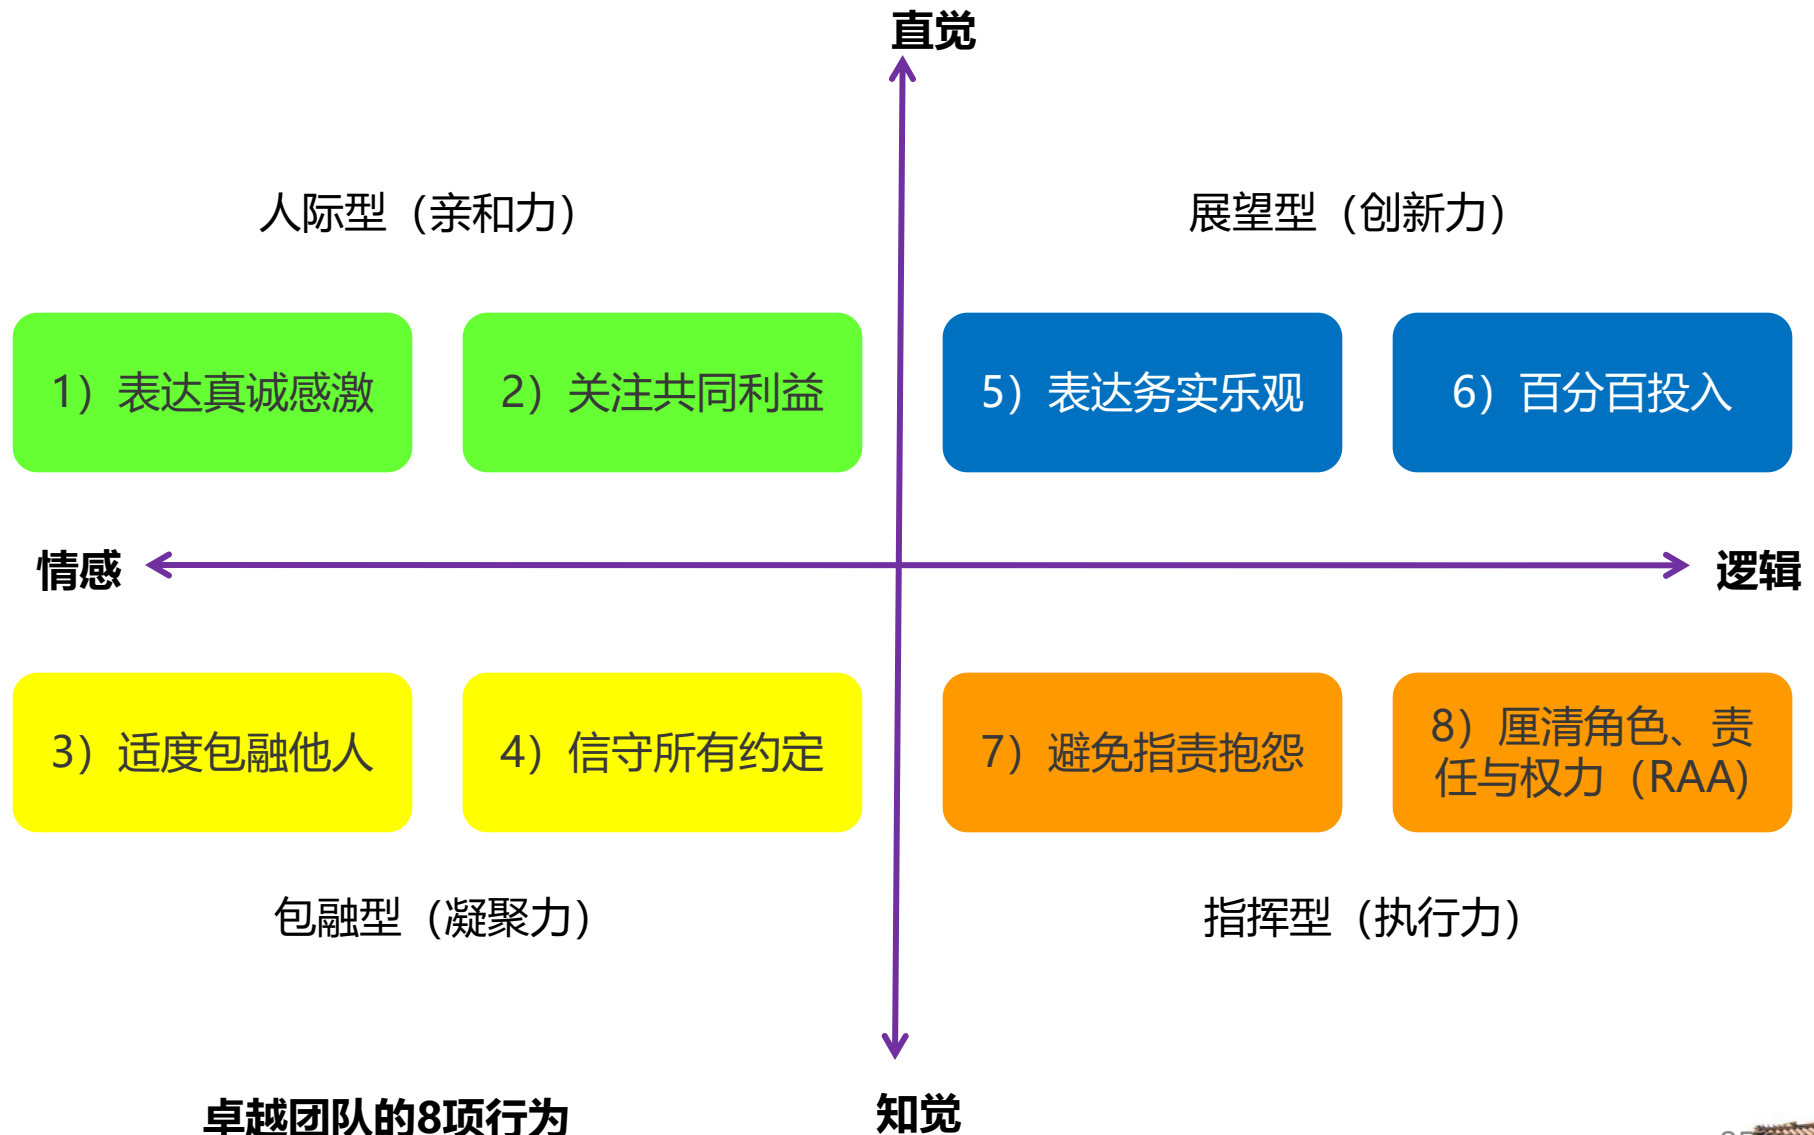 直觉
人际型（亲和力）
展望型（创新力）
1）表达真诚感激
2）关注共同利益
5）表达务实乐观
6）百分百投入
情感
逻辑
3）适度包融他人
4）信守所有约定
7）避免指责抱怨
8）厘清角色、责
任与权力（RAA）
包融型（凝聚力）
指挥型（执行力）
卓越团队的8项行为
知觉